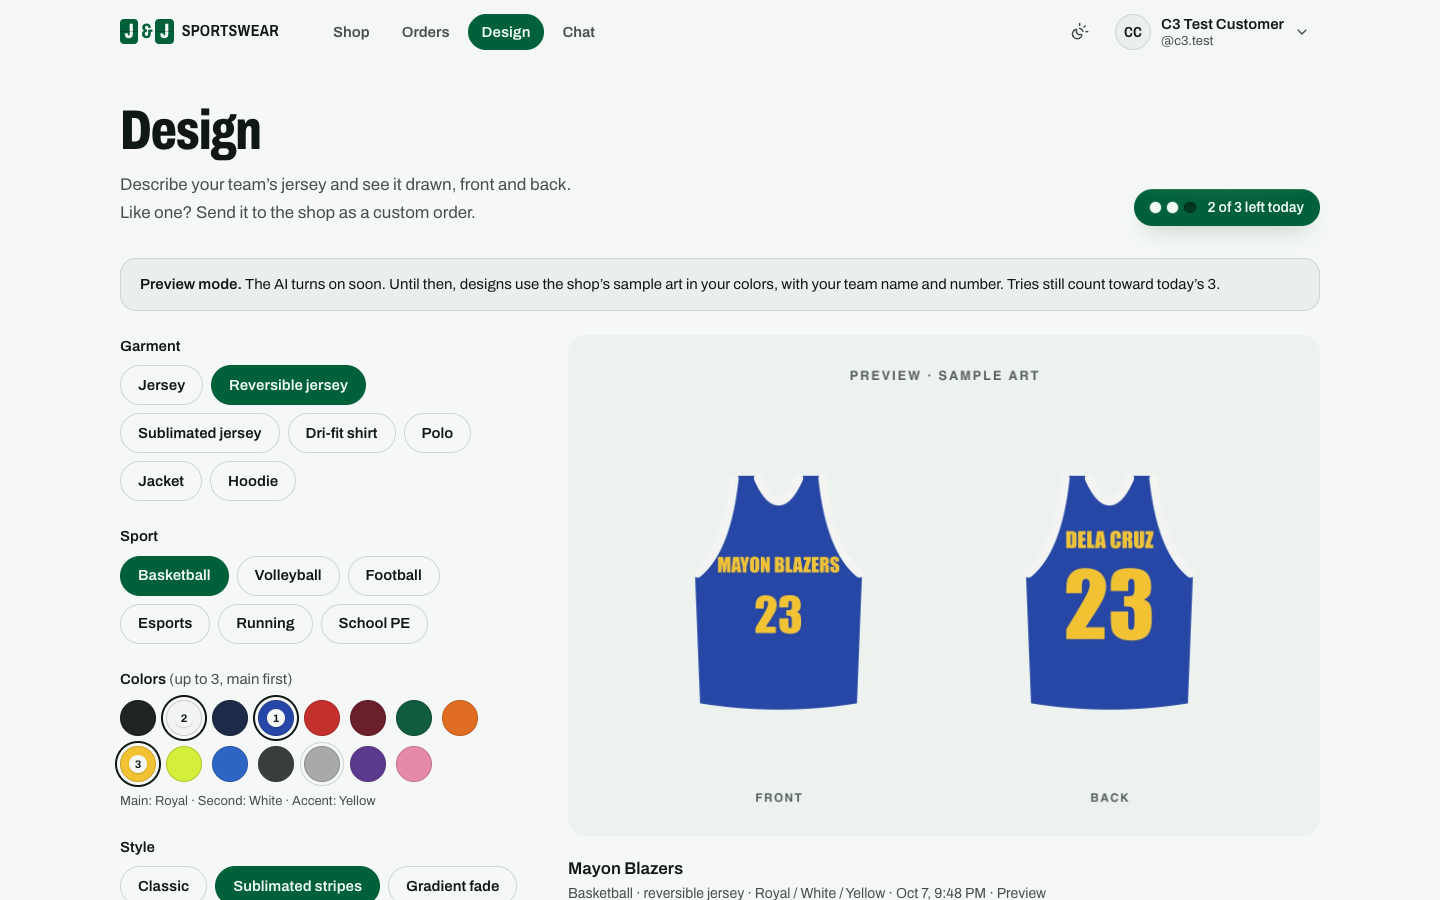 J & J SPORTSWEAR
Shop
Orders
Design
Chat
CC
C3 Test Customer
@c3.test
Design
Describe your team's jersey and see it drawn, front and back.
Like one? Send it to the shop as a custom order.
2 of 3 left today
Preview mode. The AI turns on soon. Until then, designs use the shop's sample art in your colors, with your team name and number. Tries still count toward today's 3.
Garment
Jersey
Reversible jersey
Sublimated jersey
Dri-fit shirt
Polo
Jacket
Hoodie
Sport
Basketball
Volleyball
Football
Esports
Running
School PE
Colors (up to 3, main first)
2
1
3
Main: Royal · Second: White · Accent: Yellow
Style
Classic
Sublimated stripes
Gradient fade
PREVIEW · SAMPLE ART
MAYON BLAZERS
23
DELA CRUZ
23
FRONT
BACK
Mayon Blazers
Basketball · reversible jersey · Royal / White / Yellow · Oct 7, 9:48 PM · Preview